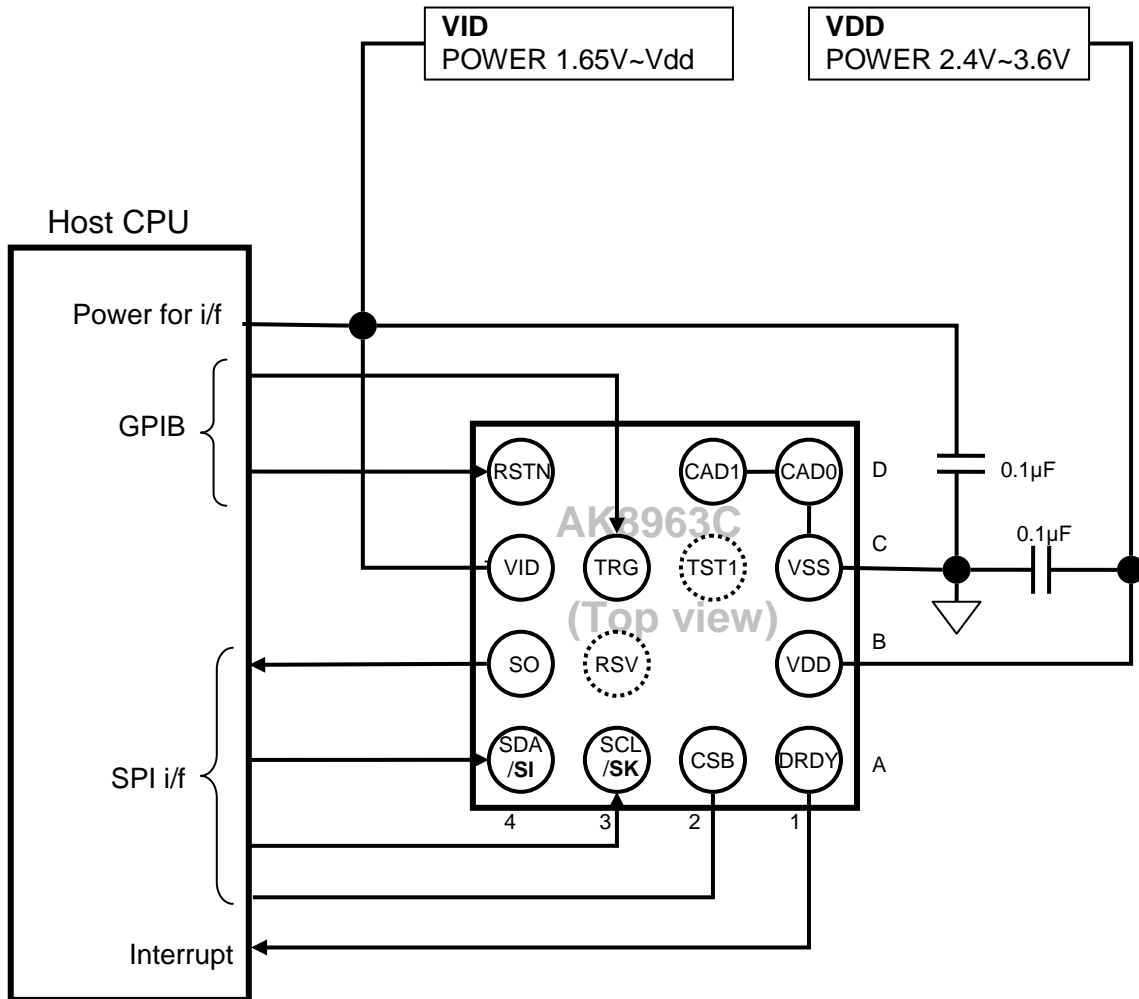 VID
POWER 1.65V~Vdd
VDD
POWER 2.4V~3.6V
Host CPU
Power for i/f
GPIB
SPI i/f
Interrupt
AK8963C
(Top view)
RSTN
CAD1
CAD0
D
VID
TRG
TST1
VSS
C
SO
RSV
VDD
B
SDA
/SI
SCL
/SK
CSB
DRDY
A
4
3
2
1
0.1µF
0.1µF